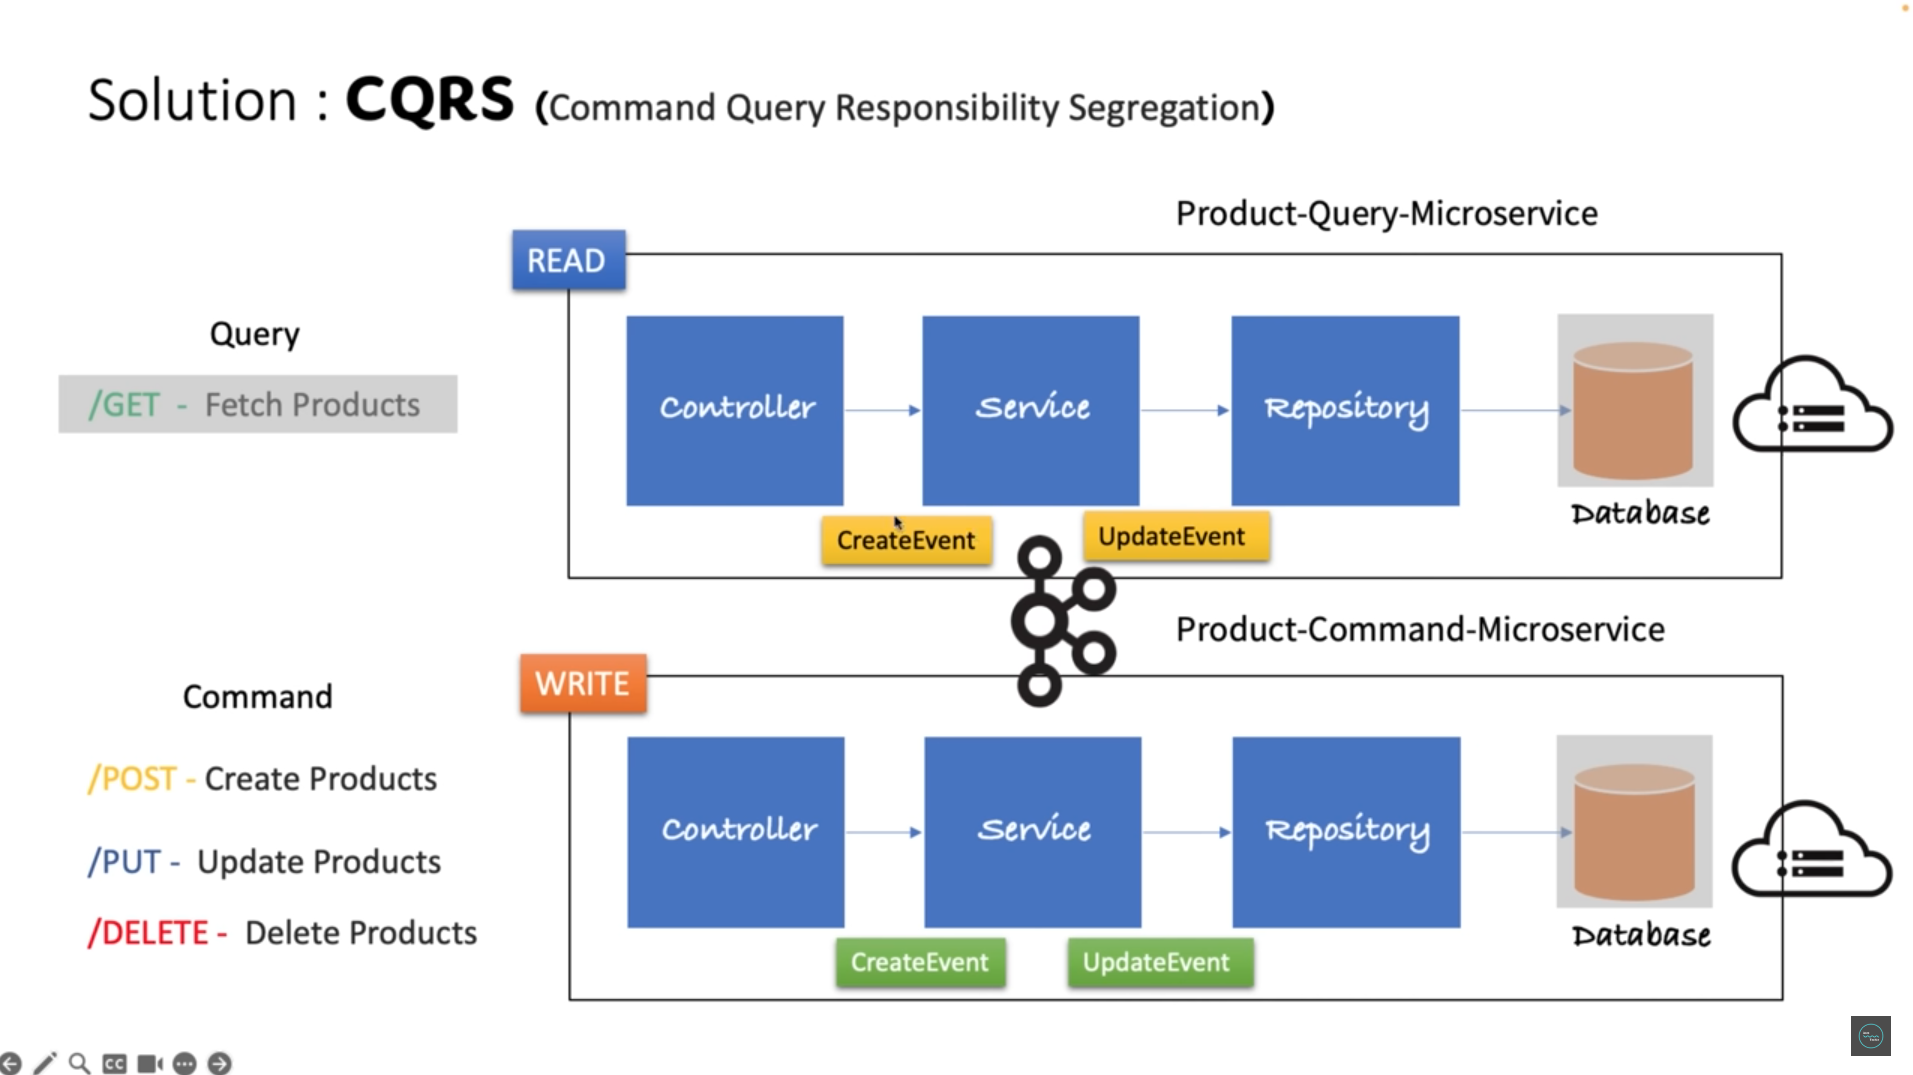 Solution : CQRS (Command Query Responsibility Segregation)
Product-Query-Microservice
READ
Query
/GET - Fetch Products
Controller
Service
Repository
Database
CreateEvent
UpdateEvent
Product-Command-Microservice
WRITE
Command
/POST - Create Products
/PUT - Update Products
/DELETE - Delete Products
Controller
Service
Repository
Database
CreateEvent
UpdateEvent
CC